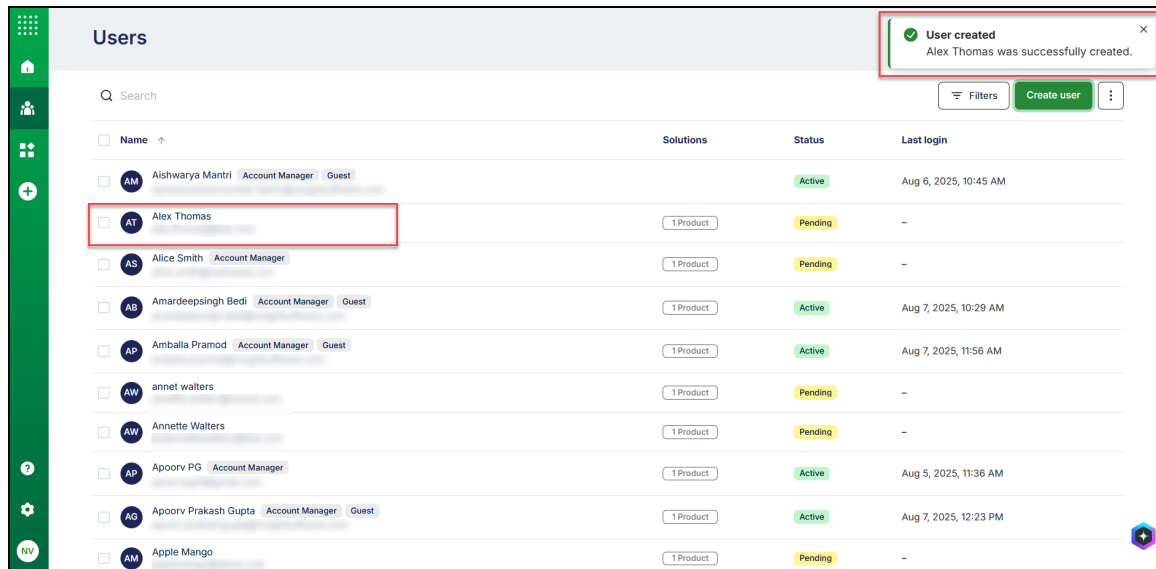 Users
User created
Alex Thomas was successfully created.
Search
Filters
Create user
Name Solutions Status Last login
AM Aishwarya Mantri Account Manager Guest Active Aug 6, 2025, 10:45 AM
AT Alex Thomas 1 Product Pending –
AS Alice Smith Account Manager 1 Product Pending –
AB Amardeepsingh Bedi Account Manager Guest 1 Product Active Aug 7, 2025, 10:29 AM
AP Amballa Pramod Account Manager Guest 1 Product Active Aug 7, 2025, 11:56 AM
AW annet walters 1 Product Pending –
AW Annette Walters 1 Product Pending –
AP Apoorv PG Account Manager 1 Product Active Aug 5, 2025, 11:36 AM
AG Apoorv Prakash Gupta Account Manager Guest 1 Product Active Aug 7, 2025, 12:23 PM
AM Apple Mango 1 Product Pending –
NV